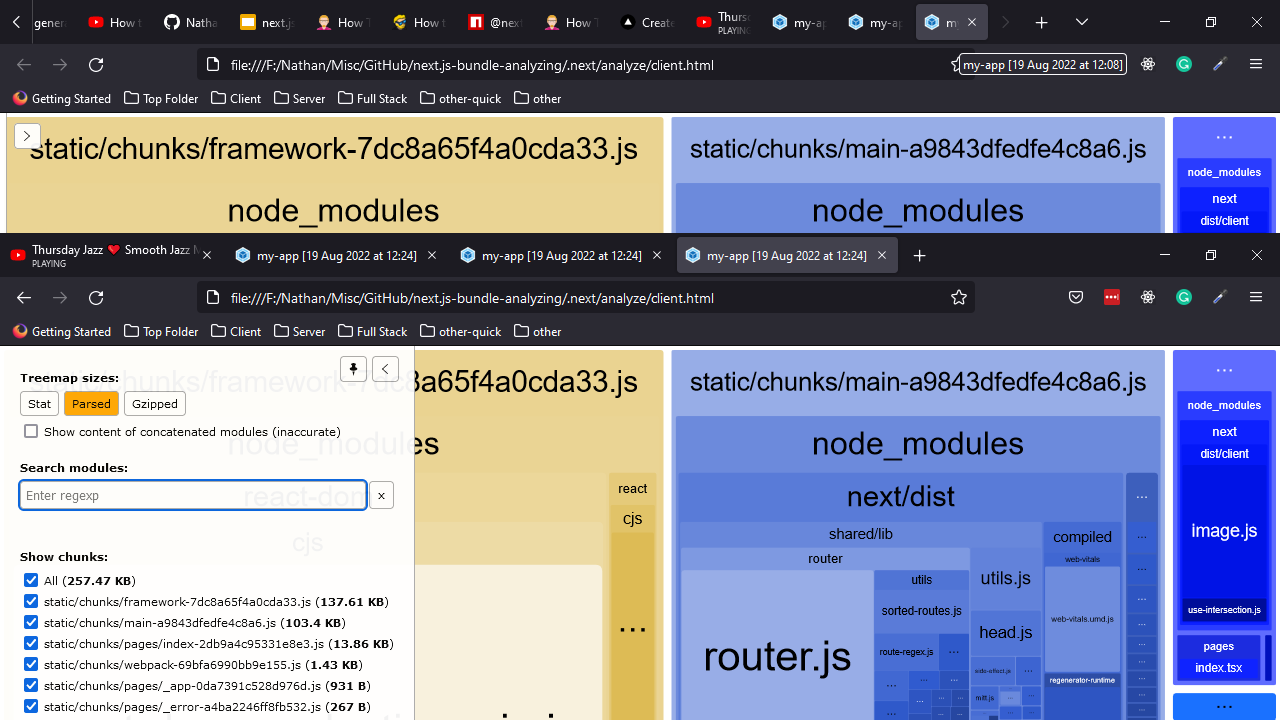 genera
How t
Natha
next.js
How T
How t
@next
How T
Create
Thurs
PLAYING
my-ap
my-ap
my
file:///F:/Nathan/Misc/GitHub/next.js-bundle-analyzing/.next/analyze/client.html
my-app [19 Aug 2022 at 12:08]
Getting Started Top Folder Client Server Full Stack other-quick other
static/chunks/framework-7dc8a65f4a0cda33.js
node_modules
static/chunks/main-a9843dfedfe4c8a6.js
node_modules
...
node_modules
next
dist/client
Thursday Jazz ❤️ Smooth Jazz M
PLAYING
my-app [19 Aug 2022 at 12:24]
my-app [19 Aug 2022 at 12:24]
my-app [19 Aug 2022 at 12:24]
file:///F:/Nathan/Misc/GitHub/next.js-bundle-analyzing/.next/analyze/client.html
Getting Started Top Folder Client Server Full Stack other-quick other
Treemap sizes:
Stat Parsed Gzipped
Show content of concatenated modules (inaccurate)
Search modules:
Enter regexp
x
Show chunks:
All (257.47 KB)
static/chunks/framework-7dc8a65f4a0cda33.js (137.61 KB)
static/chunks/main-a9843dfedfe4c8a6.js (103.4 KB)
static/chunks/pages/index-2db9a4c95331e8e3.js (13.86 KB)
static/chunks/webpack-69bfa6990bb9e155.js (1.43 KB)
static/chunks/pages/_app-0da7391c528d976d.js (931 B)
static/chunks/pages/_error-a4ba2246ff8fb532.js (267 B)
static/chunks/framework-7dc8a65f4a0cda33.js
node_modules
react-dom
cjs
react
cjs
...
static/chunks/main-a9843dfedfe4c8a6.js
node_modules
next/dist
shared/lib
router
router.js
utils
sorted-routes.js
route-regex.js
utils.js
head.js
side-effect.js
mitt.js
compiled
web-vitals
web-vitals.umd.js
regenerator-runtime
...
node_modules
next
dist/client
image.js
use-intersection.js
pages
index.tsx
...